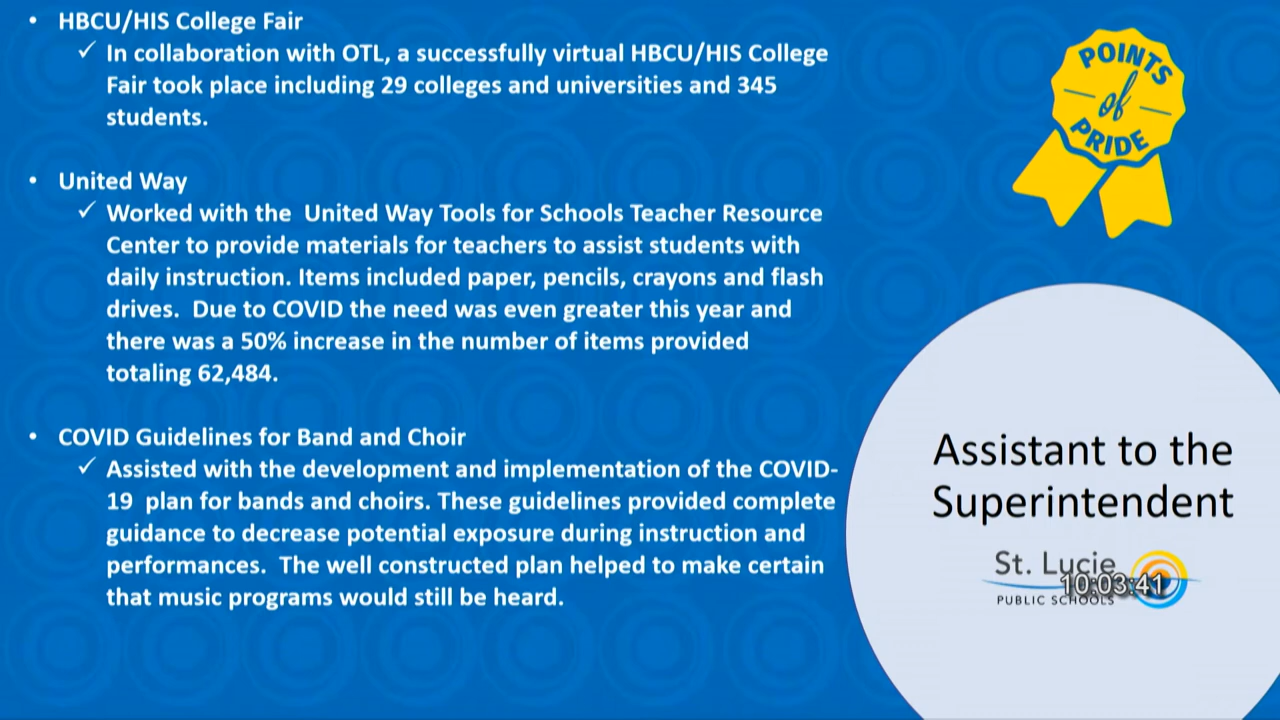 • HBCU/HIS College Fair
✓ In collaboration with OTL, a successfully virtual HBCU/HIS College
Fair took place including 29 colleges and universities and 345
students.
• United Way
✓ Worked with the  United Way Tools for Schools Teacher Resource
Center to provide materials for teachers to assist students with
daily instruction. Items included paper, pencils, crayons and flash
drives.  Due to COVID the need was even greater this year and
there was a 50% increase in the number of items provided
totaling 62,484.
• COVID Guidelines for Band and Choir
✓ Assisted with the development and implementation of the COVID-
19  plan for bands and choirs. These guidelines provided complete
guidance to decrease potential exposure during instruction and
performances.  The well constructed plan helped to make certain
that music programs would still be heard.
POINTS
of
PRIDE
Assistant to the
Superintendent
St. Lucie
10:03:41
PUBLIC SCHOOLS